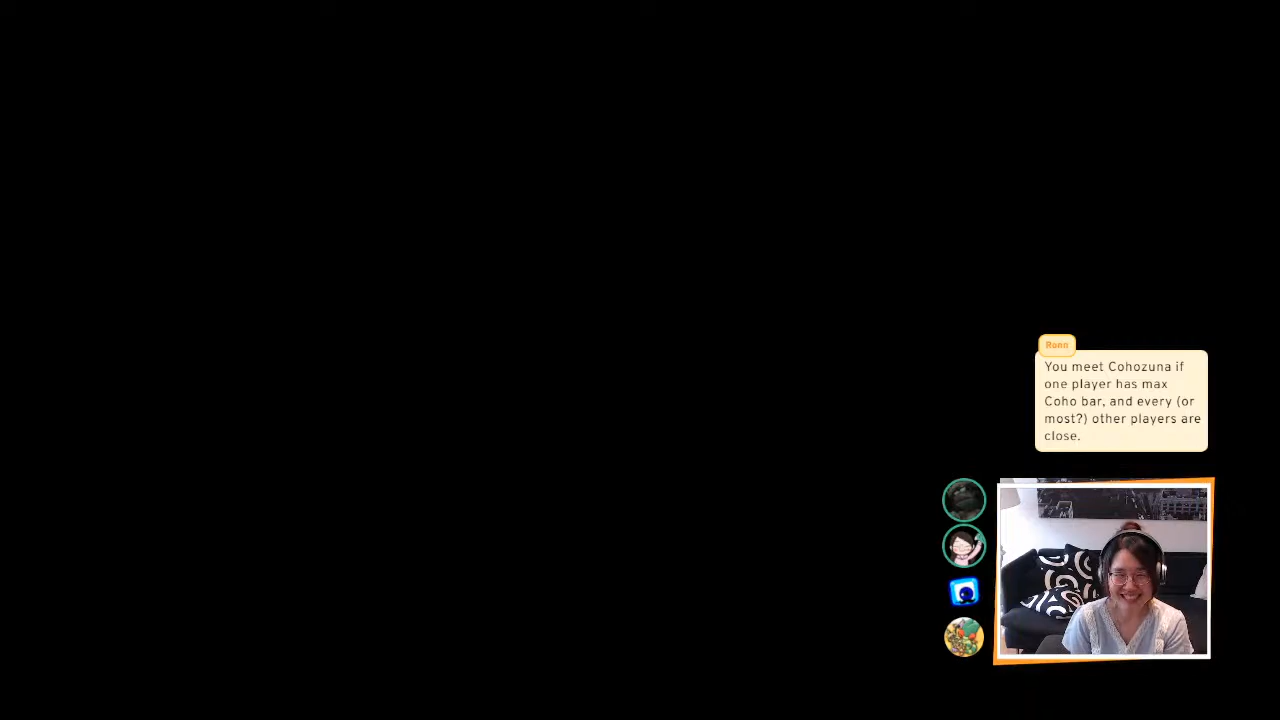 Ronn
You meet Cohozuna if
one player has max
Coho bar, and every (or
most?) other players are
close.